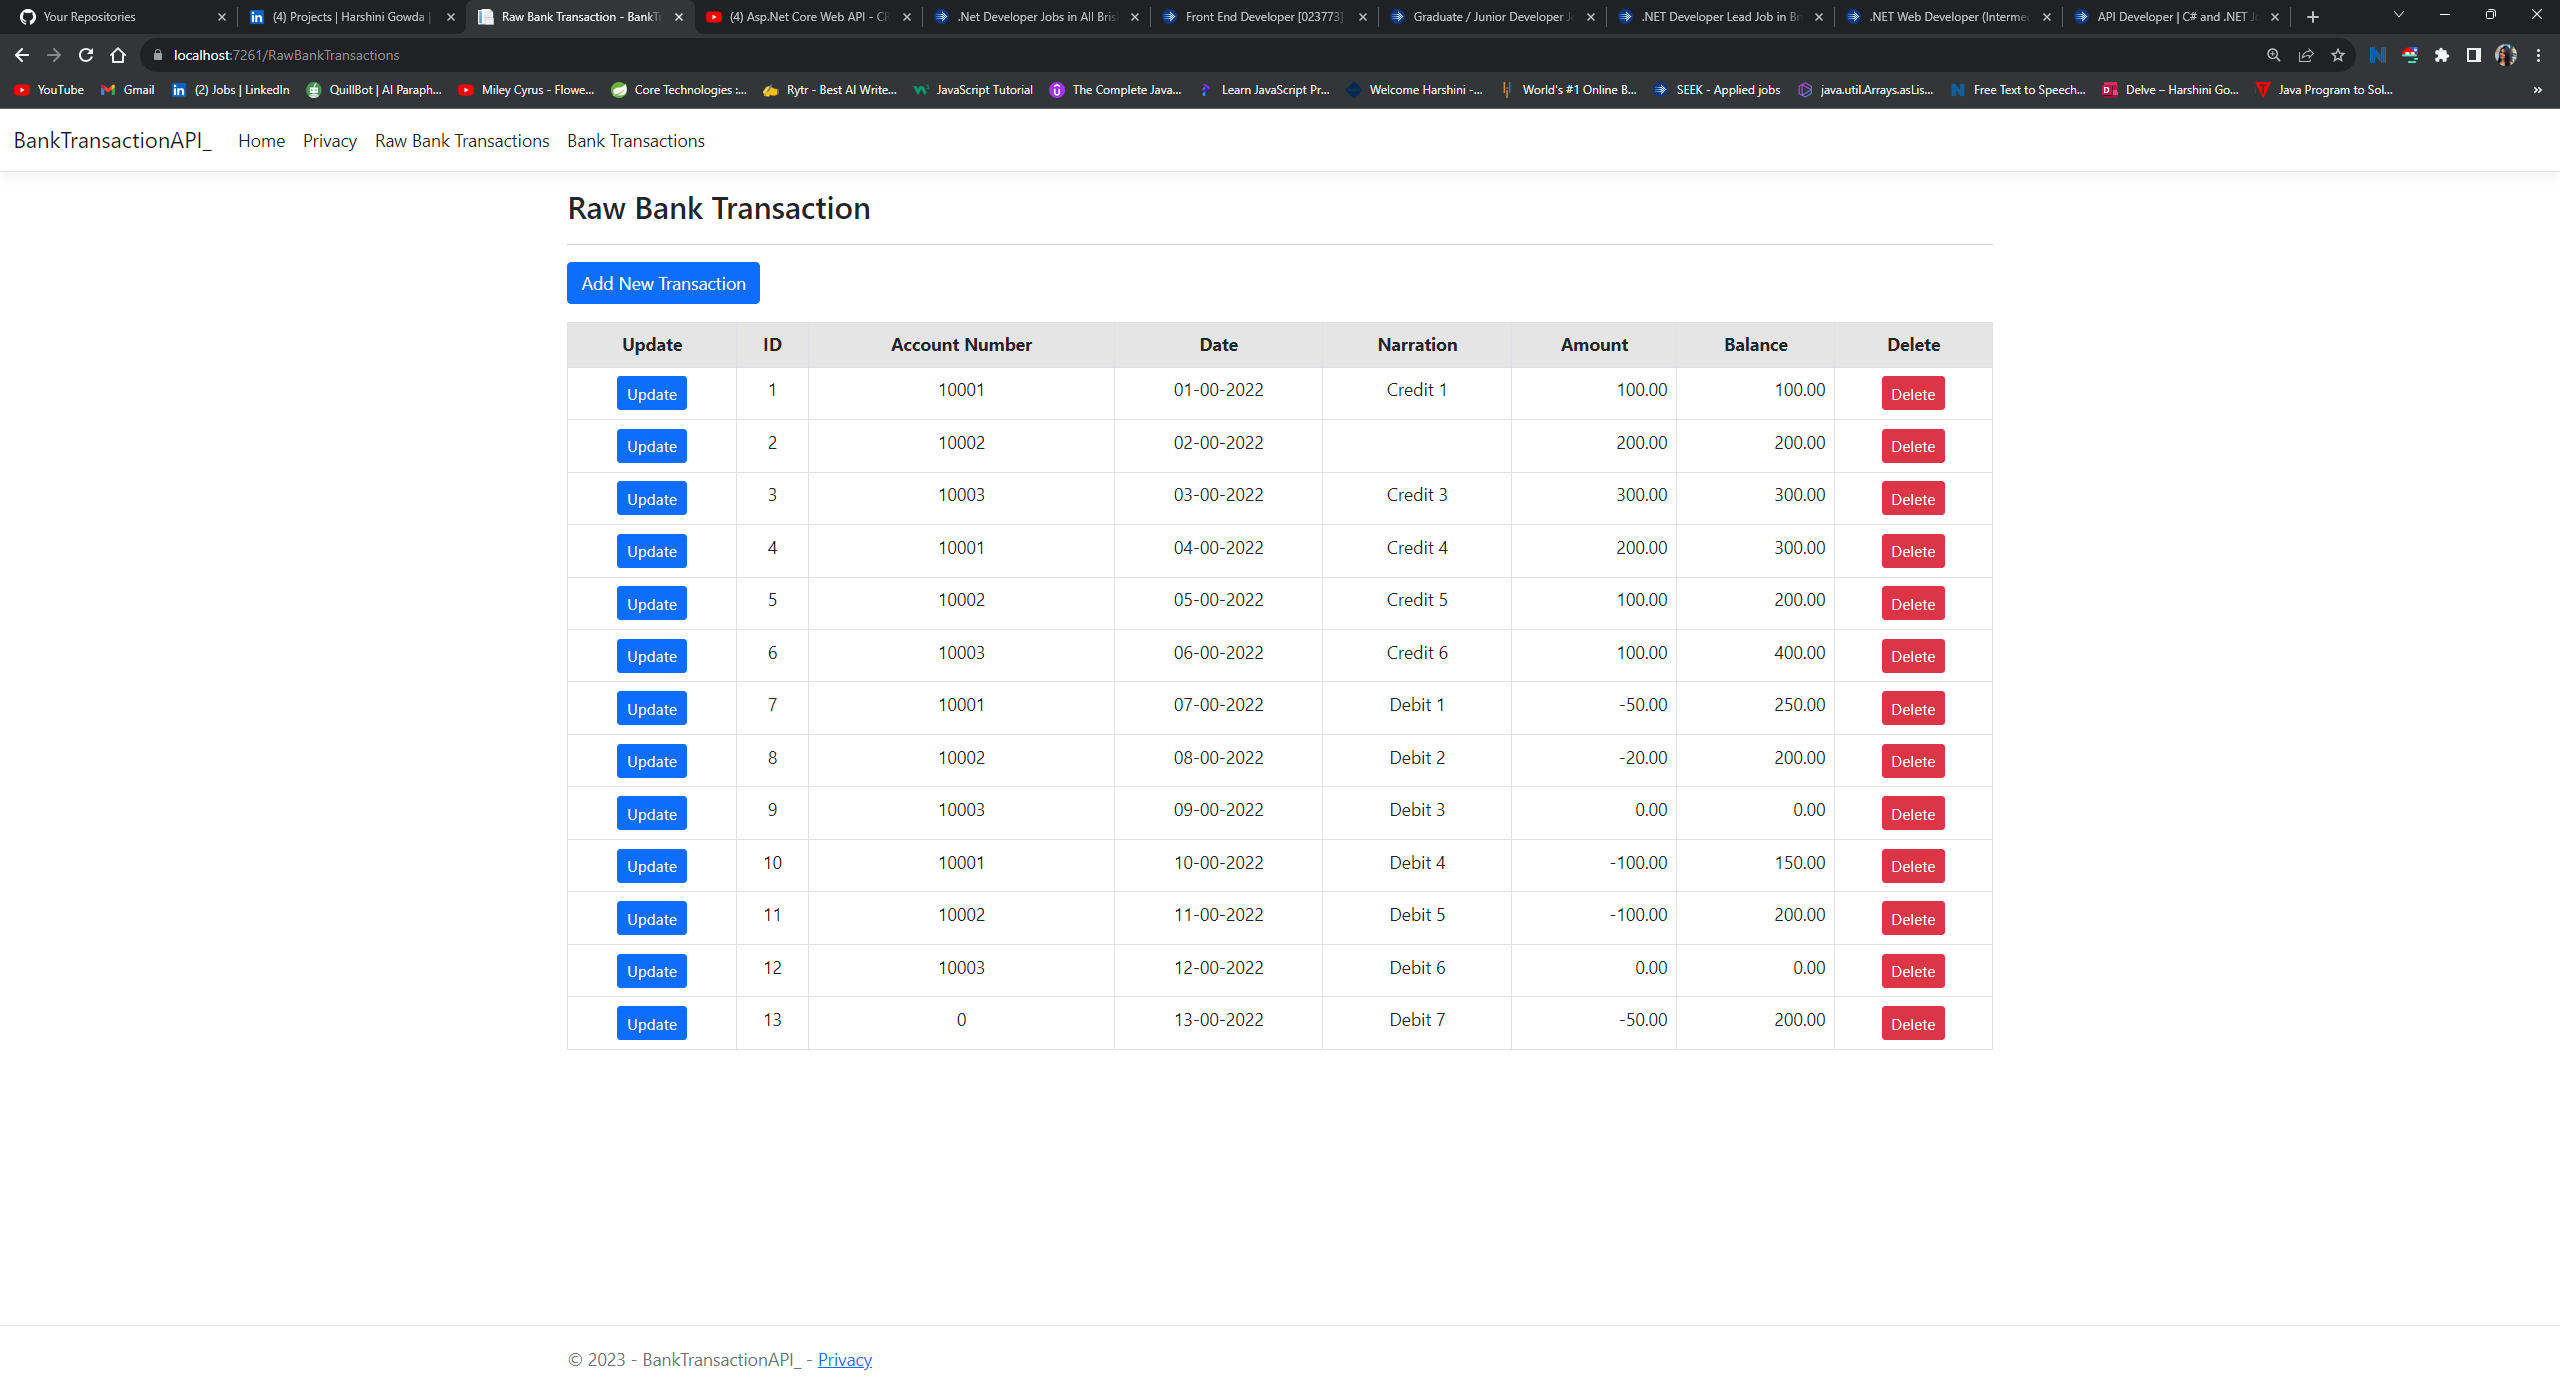 Your Repositories
(4) Projects | Harshini Gowda |
Raw Bank Transaction - BankTr
(4) Asp.Net Core Web API - CR
.Net Developer Jobs in All Bris
Front End Developer [023773]
Graduate / Junior Developer Jo
.NET Developer Lead Job in Br
.NET Web Developer (Interme
API Developer | C# and .NET Jo
localhost:7261/RawBankTransactions
YouTube
Gmail
(2) Jobs | LinkedIn
QuillBot | AI Paraph...
Miley Cyrus - Flowe...
Core Technologies :...
Rytr - Best AI Write...
JavaScript Tutorial
The Complete Java...
Learn JavaScript Pr...
Welcome Harshini -...
World's #1 Online B...
SEEK - Applied jobs
java.util.Arrays.asLis...
Free Text to Speech...
Delve – Harshini Go...
Java Program to Sol...
»
BankTransactionAPI_ Home Privacy Raw Bank Transactions Bank Transactions
Raw Bank Transaction
Add New Transaction
Update ID Account Number Date Narration Amount Balance Delete
Update 1 10001 01-00-2022 Credit 1 100.00 100.00 Delete
Update 2 10002 02-00-2022 200.00 200.00 Delete
Update 3 10003 03-00-2022 Credit 3 300.00 300.00 Delete
Update 4 10001 04-00-2022 Credit 4 200.00 300.00 Delete
Update 5 10002 05-00-2022 Credit 5 100.00 200.00 Delete
Update 6 10003 06-00-2022 Credit 6 100.00 400.00 Delete
Update 7 10001 07-00-2022 Debit 1 -50.00 250.00 Delete
Update 8 10002 08-00-2022 Debit 2 -20.00 200.00 Delete
Update 9 10003 09-00-2022 Debit 3 0.00 0.00 Delete
Update 10 10001 10-00-2022 Debit 4 -100.00 150.00 Delete
Update 11 10002 11-00-2022 Debit 5 -100.00 200.00 Delete
Update 12 10003 12-00-2022 Debit 6 0.00 0.00 Delete
Update 13 0 13-00-2022 Debit 7 -50.00 200.00 Delete
© 2023 - BankTransactionAPI_ - Privacy